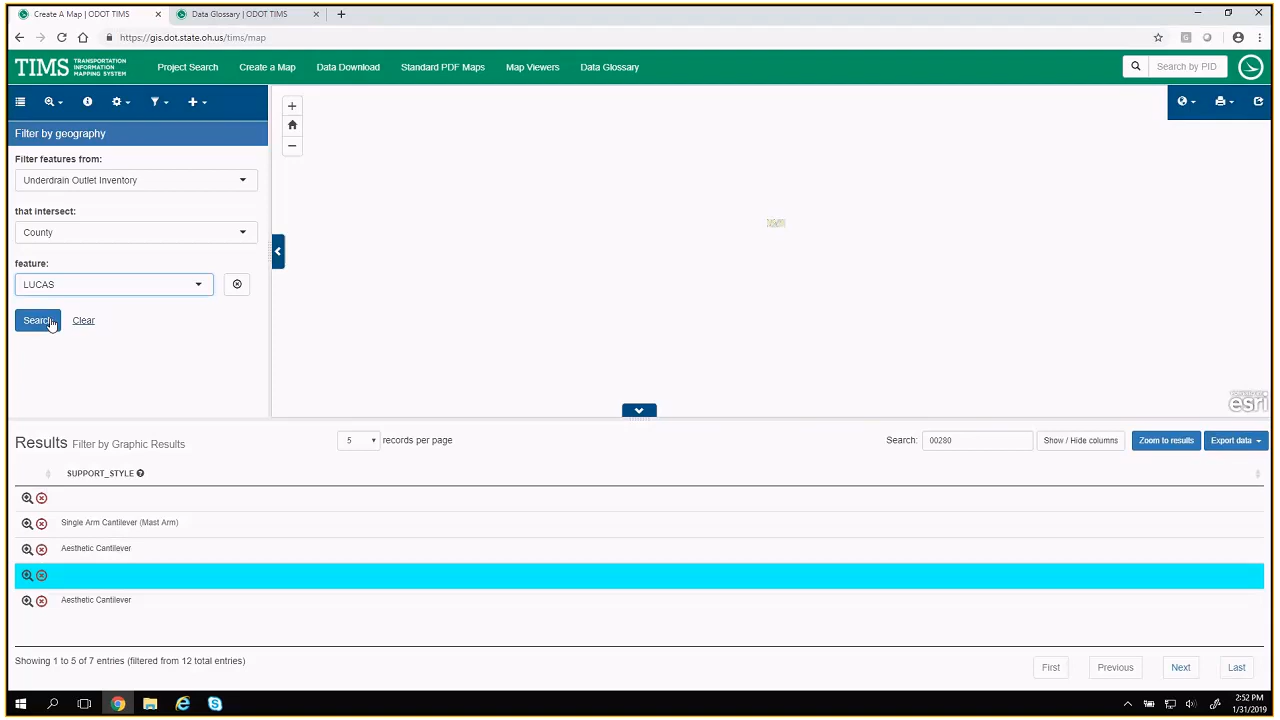 Create A Map | ODOT TIMS
Data Glossary | ODOT TIMS
https://gis.dot.state.oh.us/tims/map
TIMS TRANSPORTATION INFORMATION MAPPING SYSTEM
Project Search
Create a Map
Data Download
Standard PDF Maps
Map Viewers
Data Glossary
Search by PID
Filter by geography
Filter features from:
Underdrain Outlet Inventory
that intersect:
County
feature:
LUCAS
Search
Clear
esri
Results Filter by Graphic Results
5 records per page
Search: 00280
Show / Hide columns
Zoom to results
Export data
SUPPORT_STYLE
Single Arm Cantilever (Mast Arm)
Aesthetic Cantilever
Aesthetic Cantilever
Showing 1 to 5 of 7 entries (filtered from 12 total entries)
First
Previous
Next
Last
2:52 PM
1/31/2019